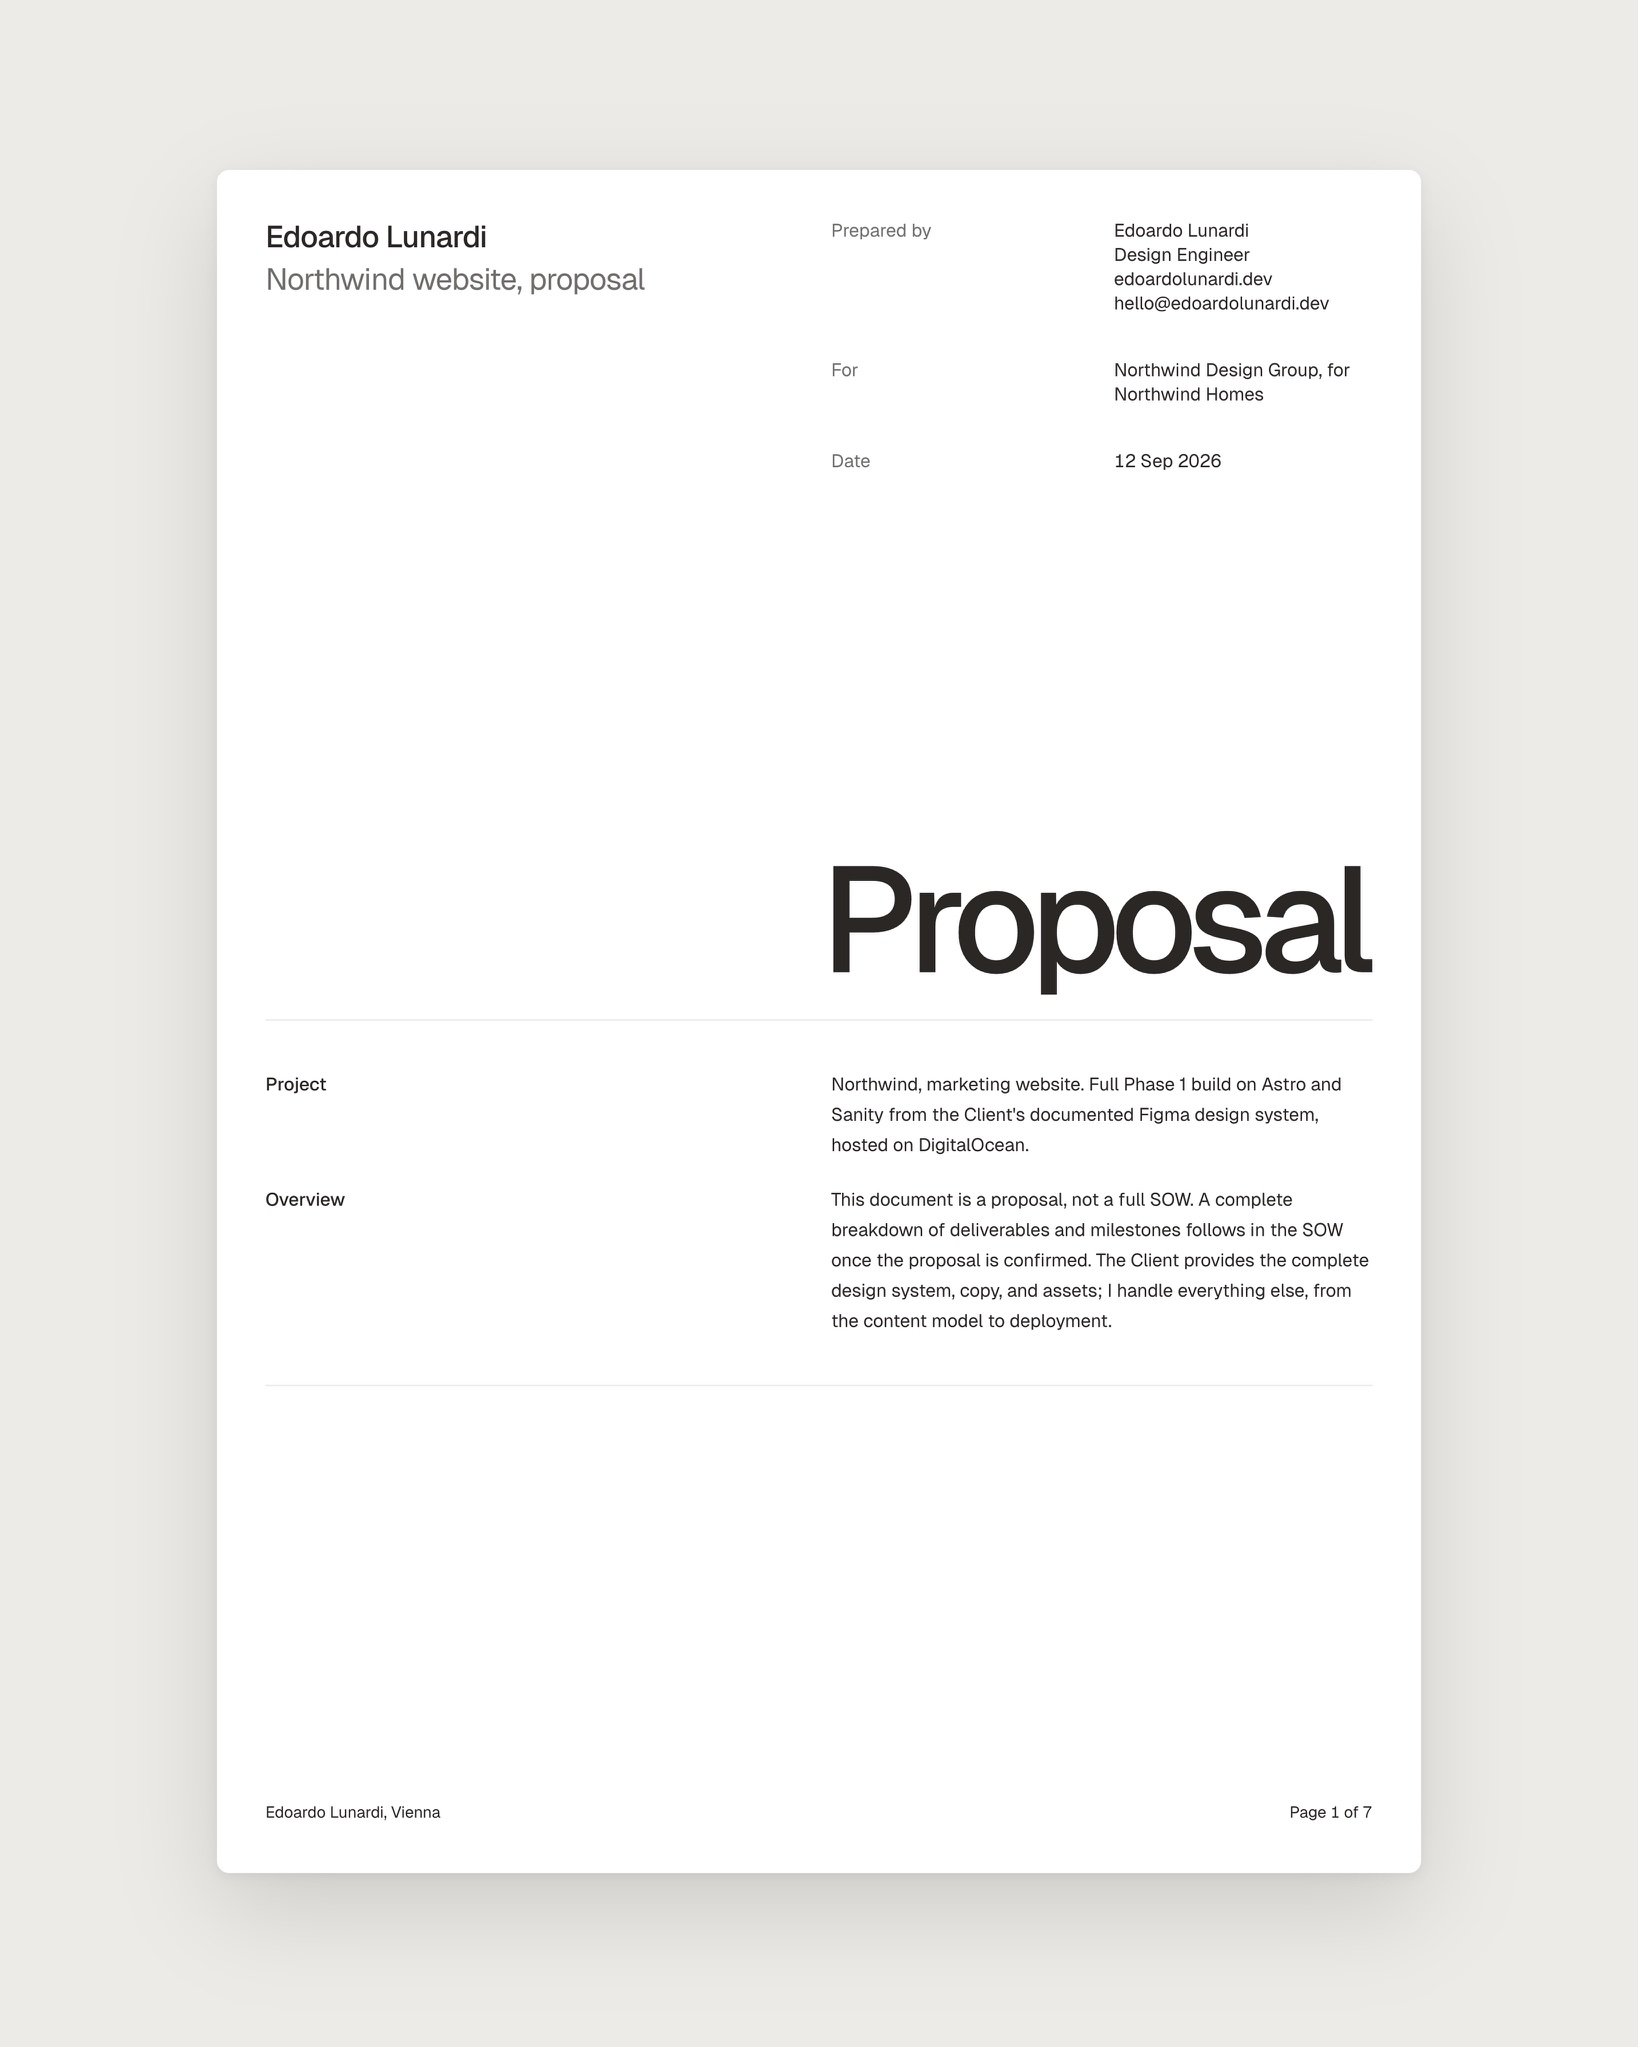 Edoardo Lunardi
Northwind website, proposal
Prepared by
Edoardo Lunardi
Design Engineer
edoardolunardi.dev
hello@edoardolunardi.dev
For
Northwind Design Group, for
Northwind Homes
Date
12 Sep 2026
Proposal
Project
Northwind, marketing website. Full Phase 1 build on Astro and
Sanity from the Client's documented Figma design system,
hosted on DigitalOcean.
Overview
This document is a proposal, not a full SOW. A complete
breakdown of deliverables and milestones follows in the SOW
once the proposal is confirmed. The Client provides the complete
design system, copy, and assets; I handle everything else, from
the content model to deployment.
Edoardo Lunardi, Vienna
Page 1 of 7